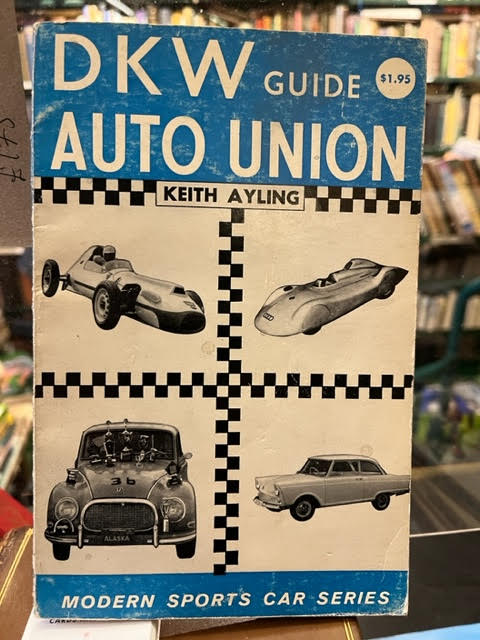 DKW GUIDE
$1.95
AUTO UNION
KEITH AYLING
36
ALASKA
MODERN SPORTS CAR SERIES